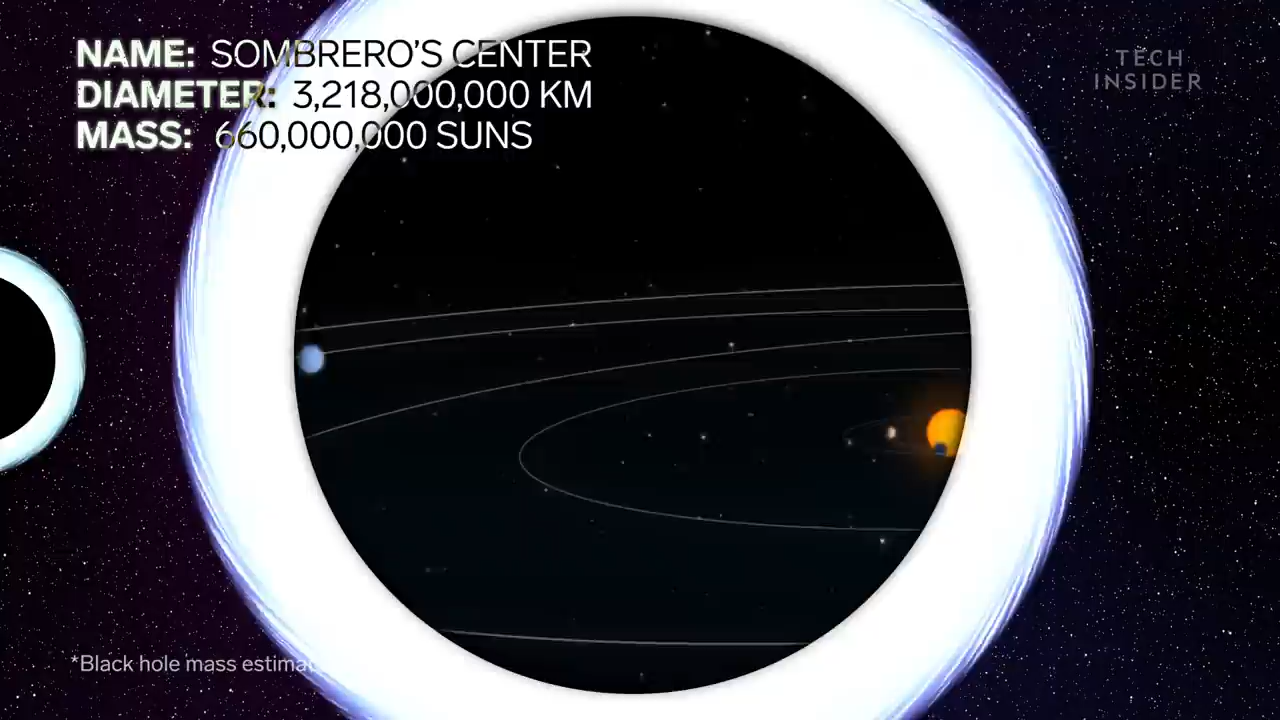 NAME: SOMBRERO'S CENTER
DIAMETER: 3,218,000,000 KM
MASS: 660,000,000 SUNS
TECH
INSIDER
*Black hole mass